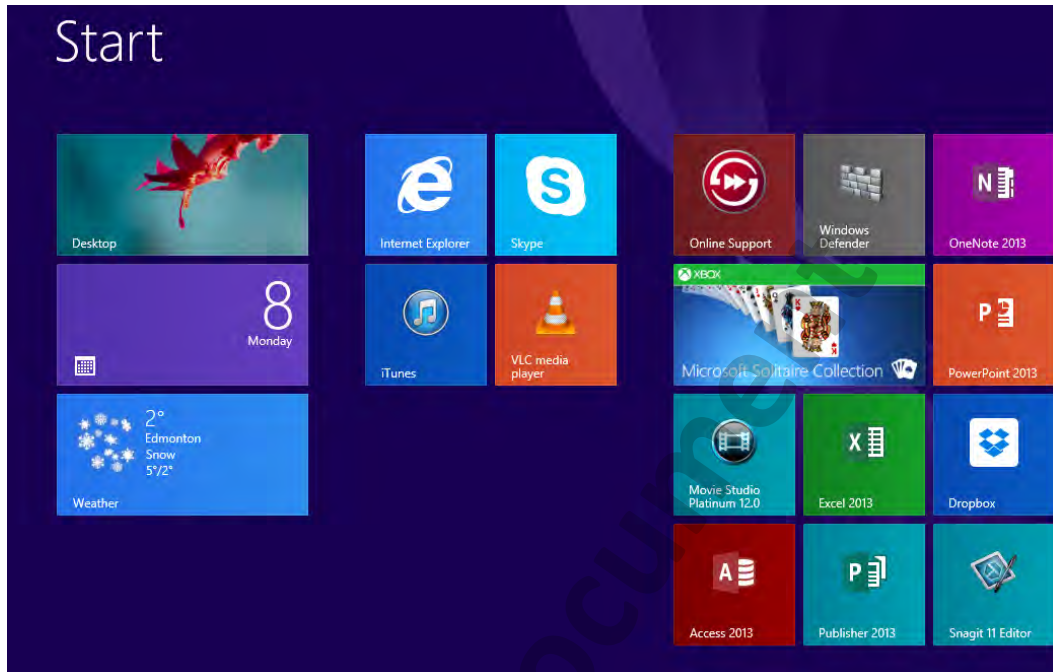 Start
Desktop
8
Monday
2°
Edmonton
Snow
5°/2°
Weather
Internet Explorer
S
Skype
iTunes
VLC media
player
Online Support
Windows
Defender
N
OneNote 2013
XBOX
Microsoft Solitaire Collection
P
PowerPoint 2013
Movie Studio
Platinum 12.0
X
Excel 2013
Dropbox
A
Access 2013
P
Publisher 2013
Snagit 11 Editor